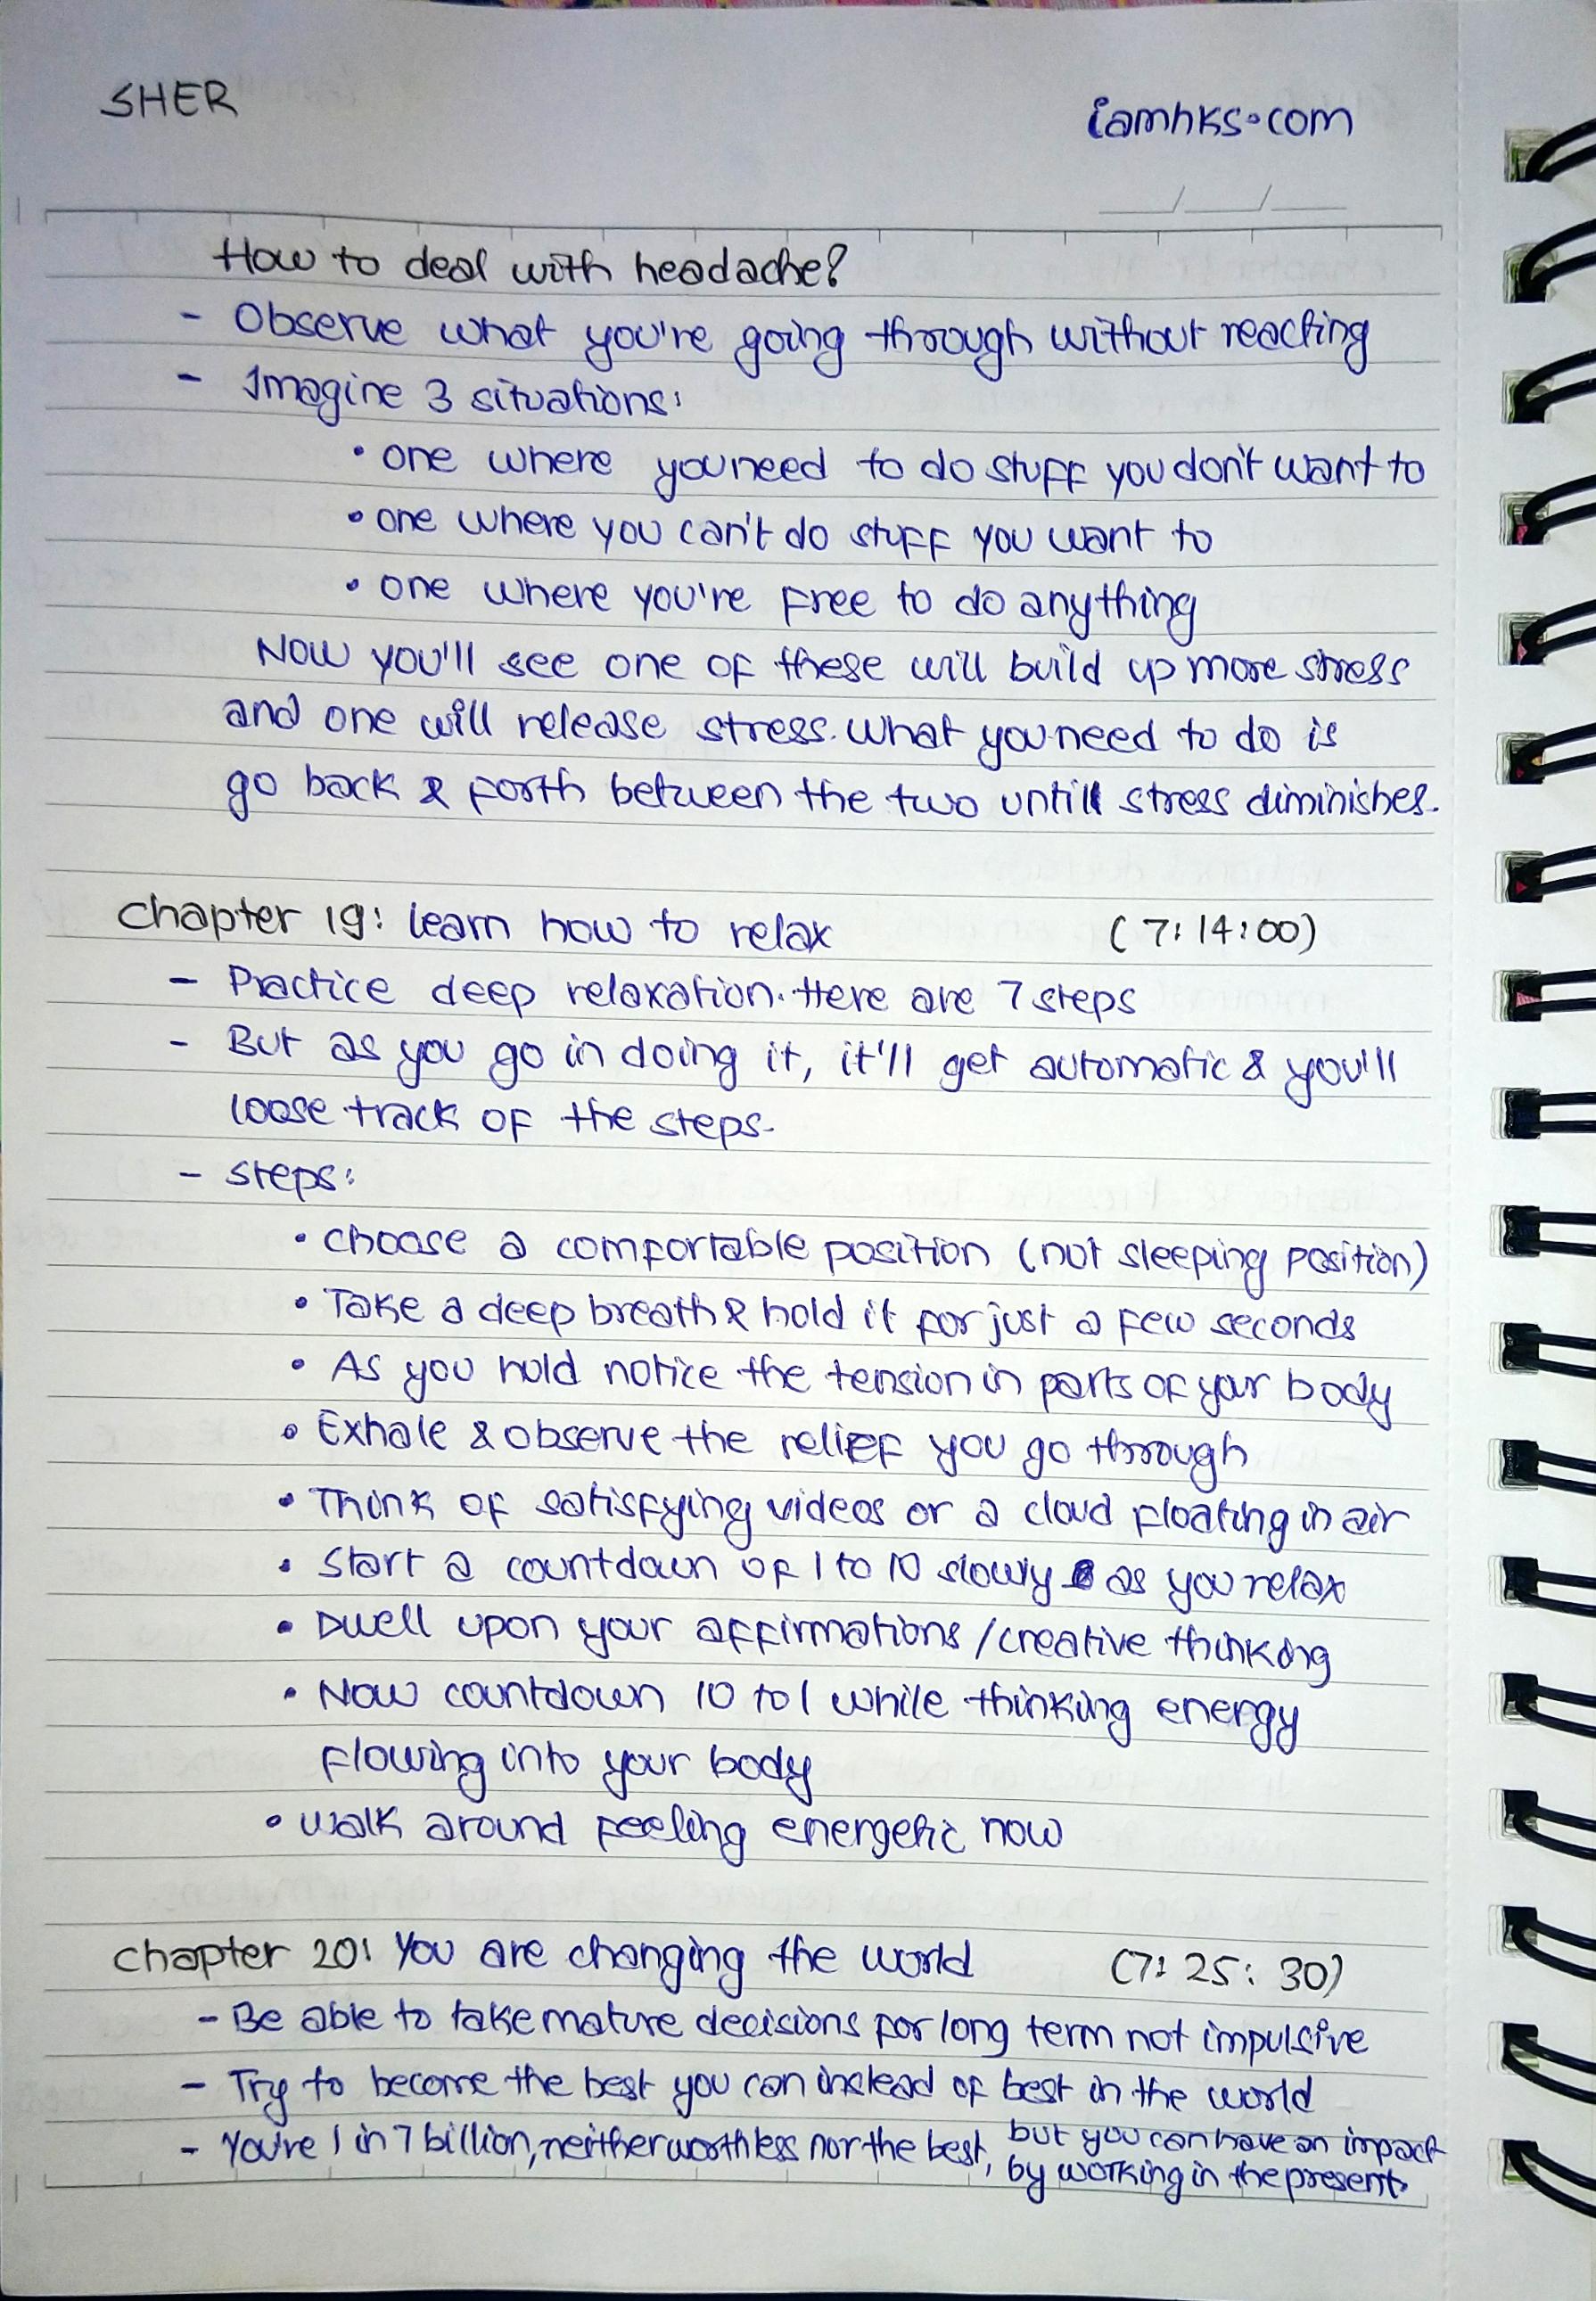 SHER
iamhks.com
How to deal with headache?
- Observe what you're going through without reacting
- Imagine 3 situations:
• one where you need to do stuff you don't want to
• one where you can't do stuff you want to
• one where you're free to do anything
Now you'll see one of these will build up more stress
and one will release stress. What you need to do is
go back & forth between the two untill stress diminishes.
Chapter 19: learn how to relax (7:14:00)
- Practice deep relaxation. Here are 7 steps
- But as you go in doing it, it'll get automatic & you'll
loose track of the steps.
- Steps:
• Choose a comfortable position (not sleeping position)
• Take a deep breath & hold it for just a few seconds
• As you hold notice the tension in parts of your body
• Exhale & observe the relief you go through
• Think of satisfying videos or a cloud floating in air
• Start a countdown of 1 to 10 slowly as you relax
• Dwell upon your affirmations / creative thinking
• Now countdown 10 to 1 while thinking energy
flowing into your body
• Walk around feeling energetic now
Chapter 20: You are changing the world (7:25:30)
- Be able to take mature decisions for long term not impulsive
- Try to become the best you can instead of best in the world
- You're 1 in 7 billion, neither worthless nor the best, but you can have an impact
by working in the present.